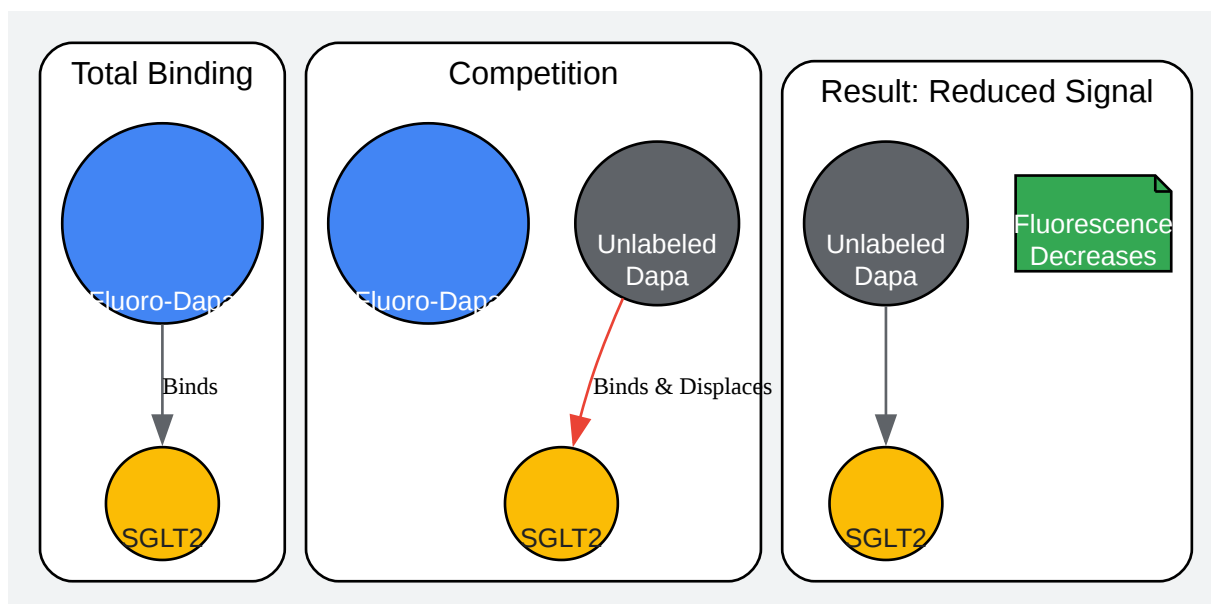 Total Binding
Fluoro-Dapa
Binds
SGLT2
Competition
Fluoro-Dapa
Unlabeled
Dapa
Binds & Displaces
SGLT2
Result: Reduced Signal
Unlabeled
Dapa
Fluorescence
Decreases
SGLT2